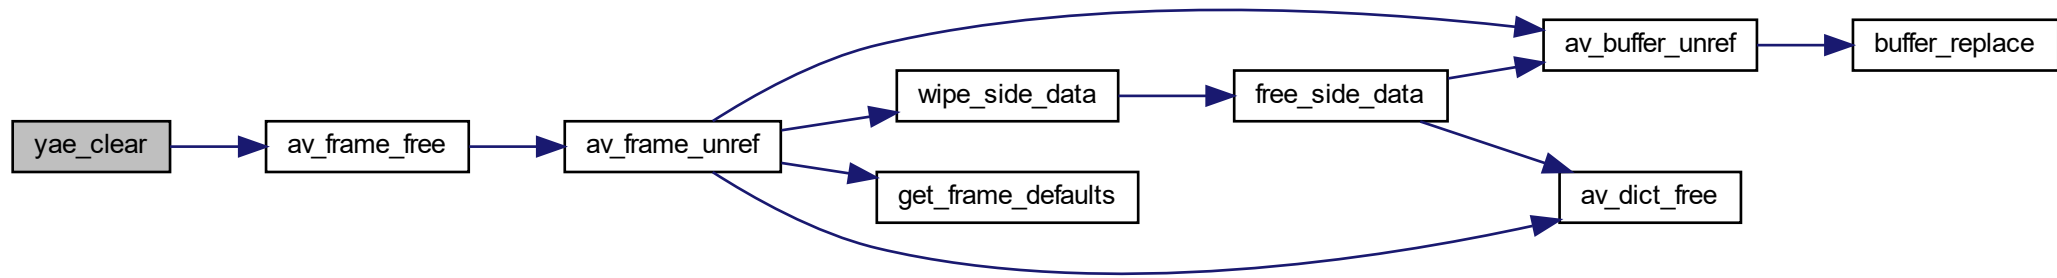 yae_clear
av_frame_free
av_frame_unref
wipe_side_data
get_frame_defaults
free_side_data
av_buffer_unref
av_dict_free
buffer_replace